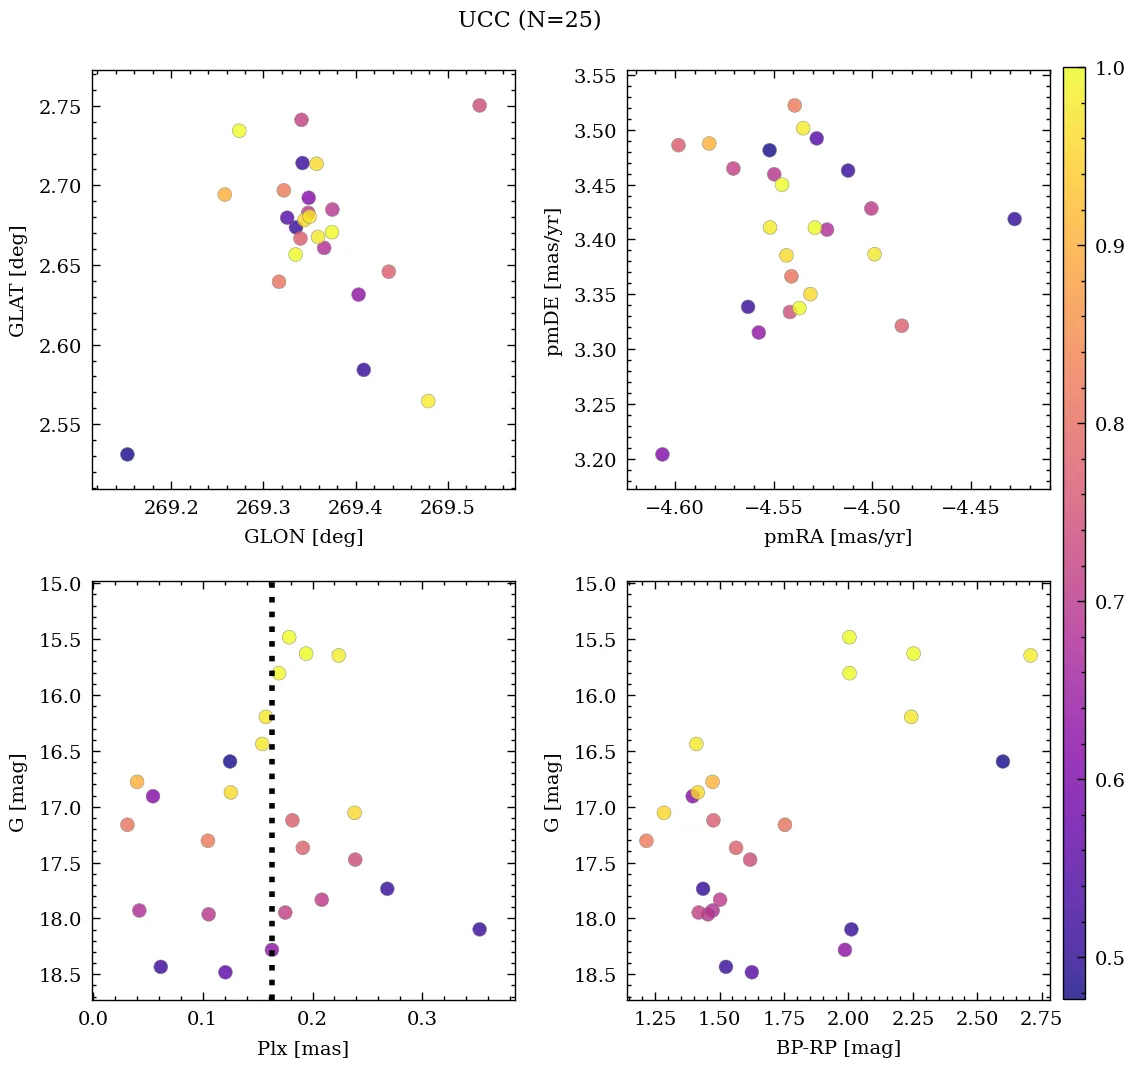 UCC (N=25)
2.75
2.70
2.65
2.60
2.55
GLAT [deg]
269.2 269.3 269.4 269.5
GLON [deg]
3.55
3.50
3.45
3.40
3.35
3.30
3.25
3.20
pmDE [mas/yr]
−4.60 −4.55 −4.50 −4.45
pmRA [mas/yr]
15.0
15.5
16.0
16.5
17.0
17.5
18.0
18.5
G [mag]
0.0 0.1 0.2 0.3
Plx [mas]
15.0
15.5
16.0
16.5
17.0
17.5
18.0
18.5
G [mag]
1.25 1.50 1.75 2.00 2.25 2.50 2.75
BP-RP [mag]
1.0
0.9
0.8
0.7
0.6
0.5